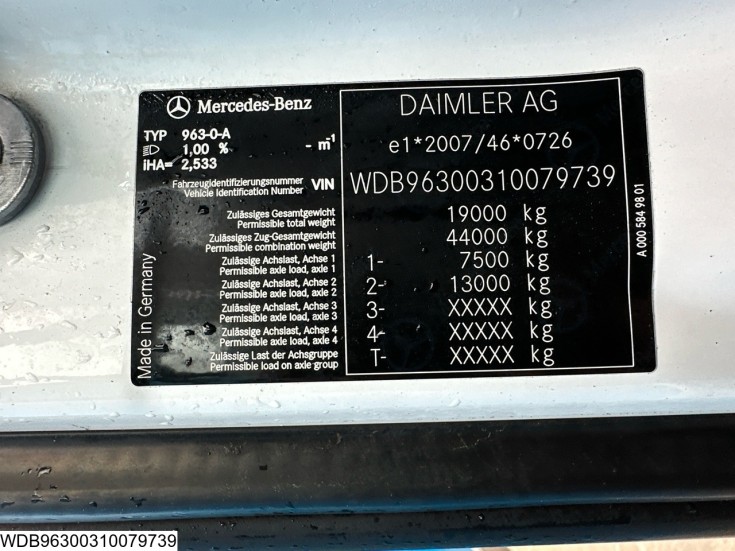 Mercedes-Benz
TYP 963-0-A
1,00 % - m-1
iHA= 2,533
Fahrzeugidentifizierungsnummer
Vehicle Identification Number VIN
Zulässiges Gesamtgewicht
Permissible total weight
Zulässiges Zug-Gesamtgewicht
Permissible combination weight
Zulässige Achslast, Achse 1
Permissible axle load, axle 1
Zulässige Achslast, Achse 2
Permissible axle load, axle 2
Zulässige Achslast, Achse 3
Permissible axle load, axle 3
Zulässige Achslast, Achse 4
Permissible axle load, axle 4
Zulässige Last der Achsgruppe
Permissible load on axle group
Made in Germany
DAIMLER AG
e1*2007/46*0726
WDB96300310079739
19000 kg
44000 kg
1- 7500 kg
2- 13000 kg
3- XXXXX kg
4- XXXXX kg
T- XXXXX kg
A 000 584 98 01
WDB96300310079739